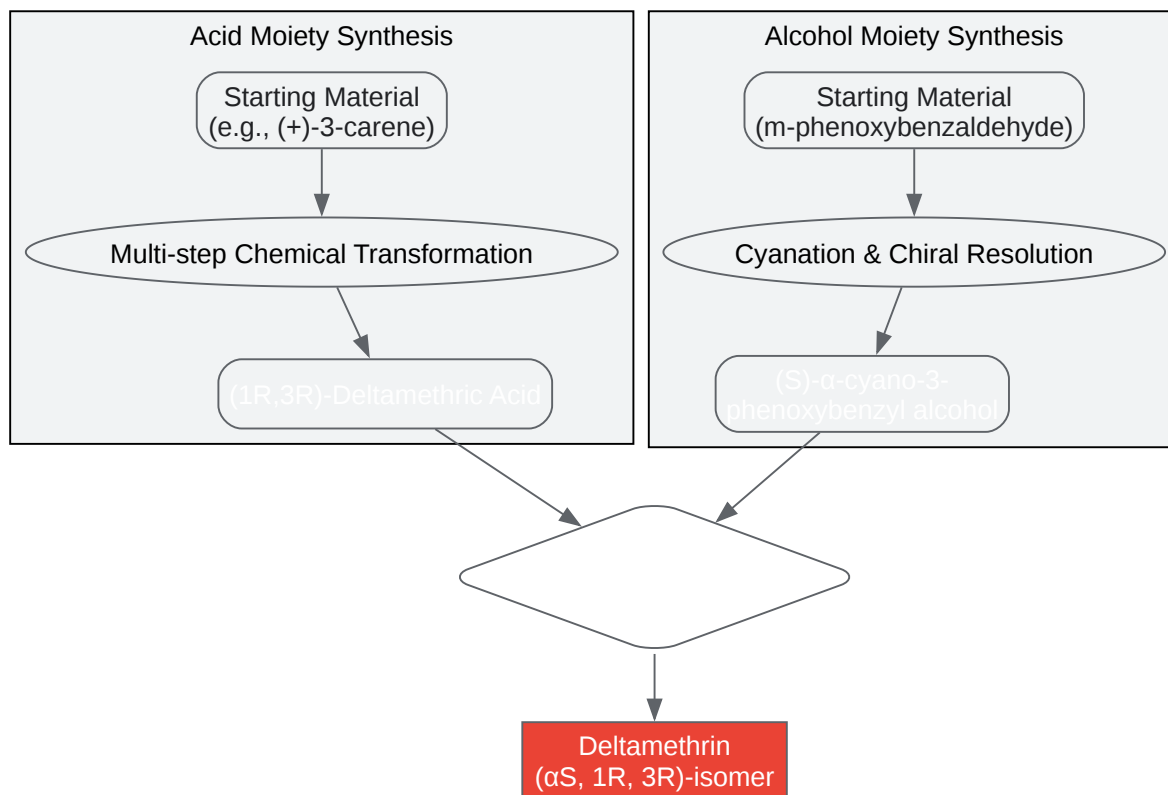 Acid Moiety Synthesis
Starting Material
(e.g., (+)-3-carene)
Multi-step Chemical Transformation
(1R,3R)-Deltamethric Acid
Alcohol Moiety Synthesis
Starting Material
(m-phenoxybenzaldehyde)
Cyanation & Chiral Resolution
(S)-α-cyano-3-
phenoxybenzyl alcohol
Deltamethrin
(αS, 1R, 3R)-isomer